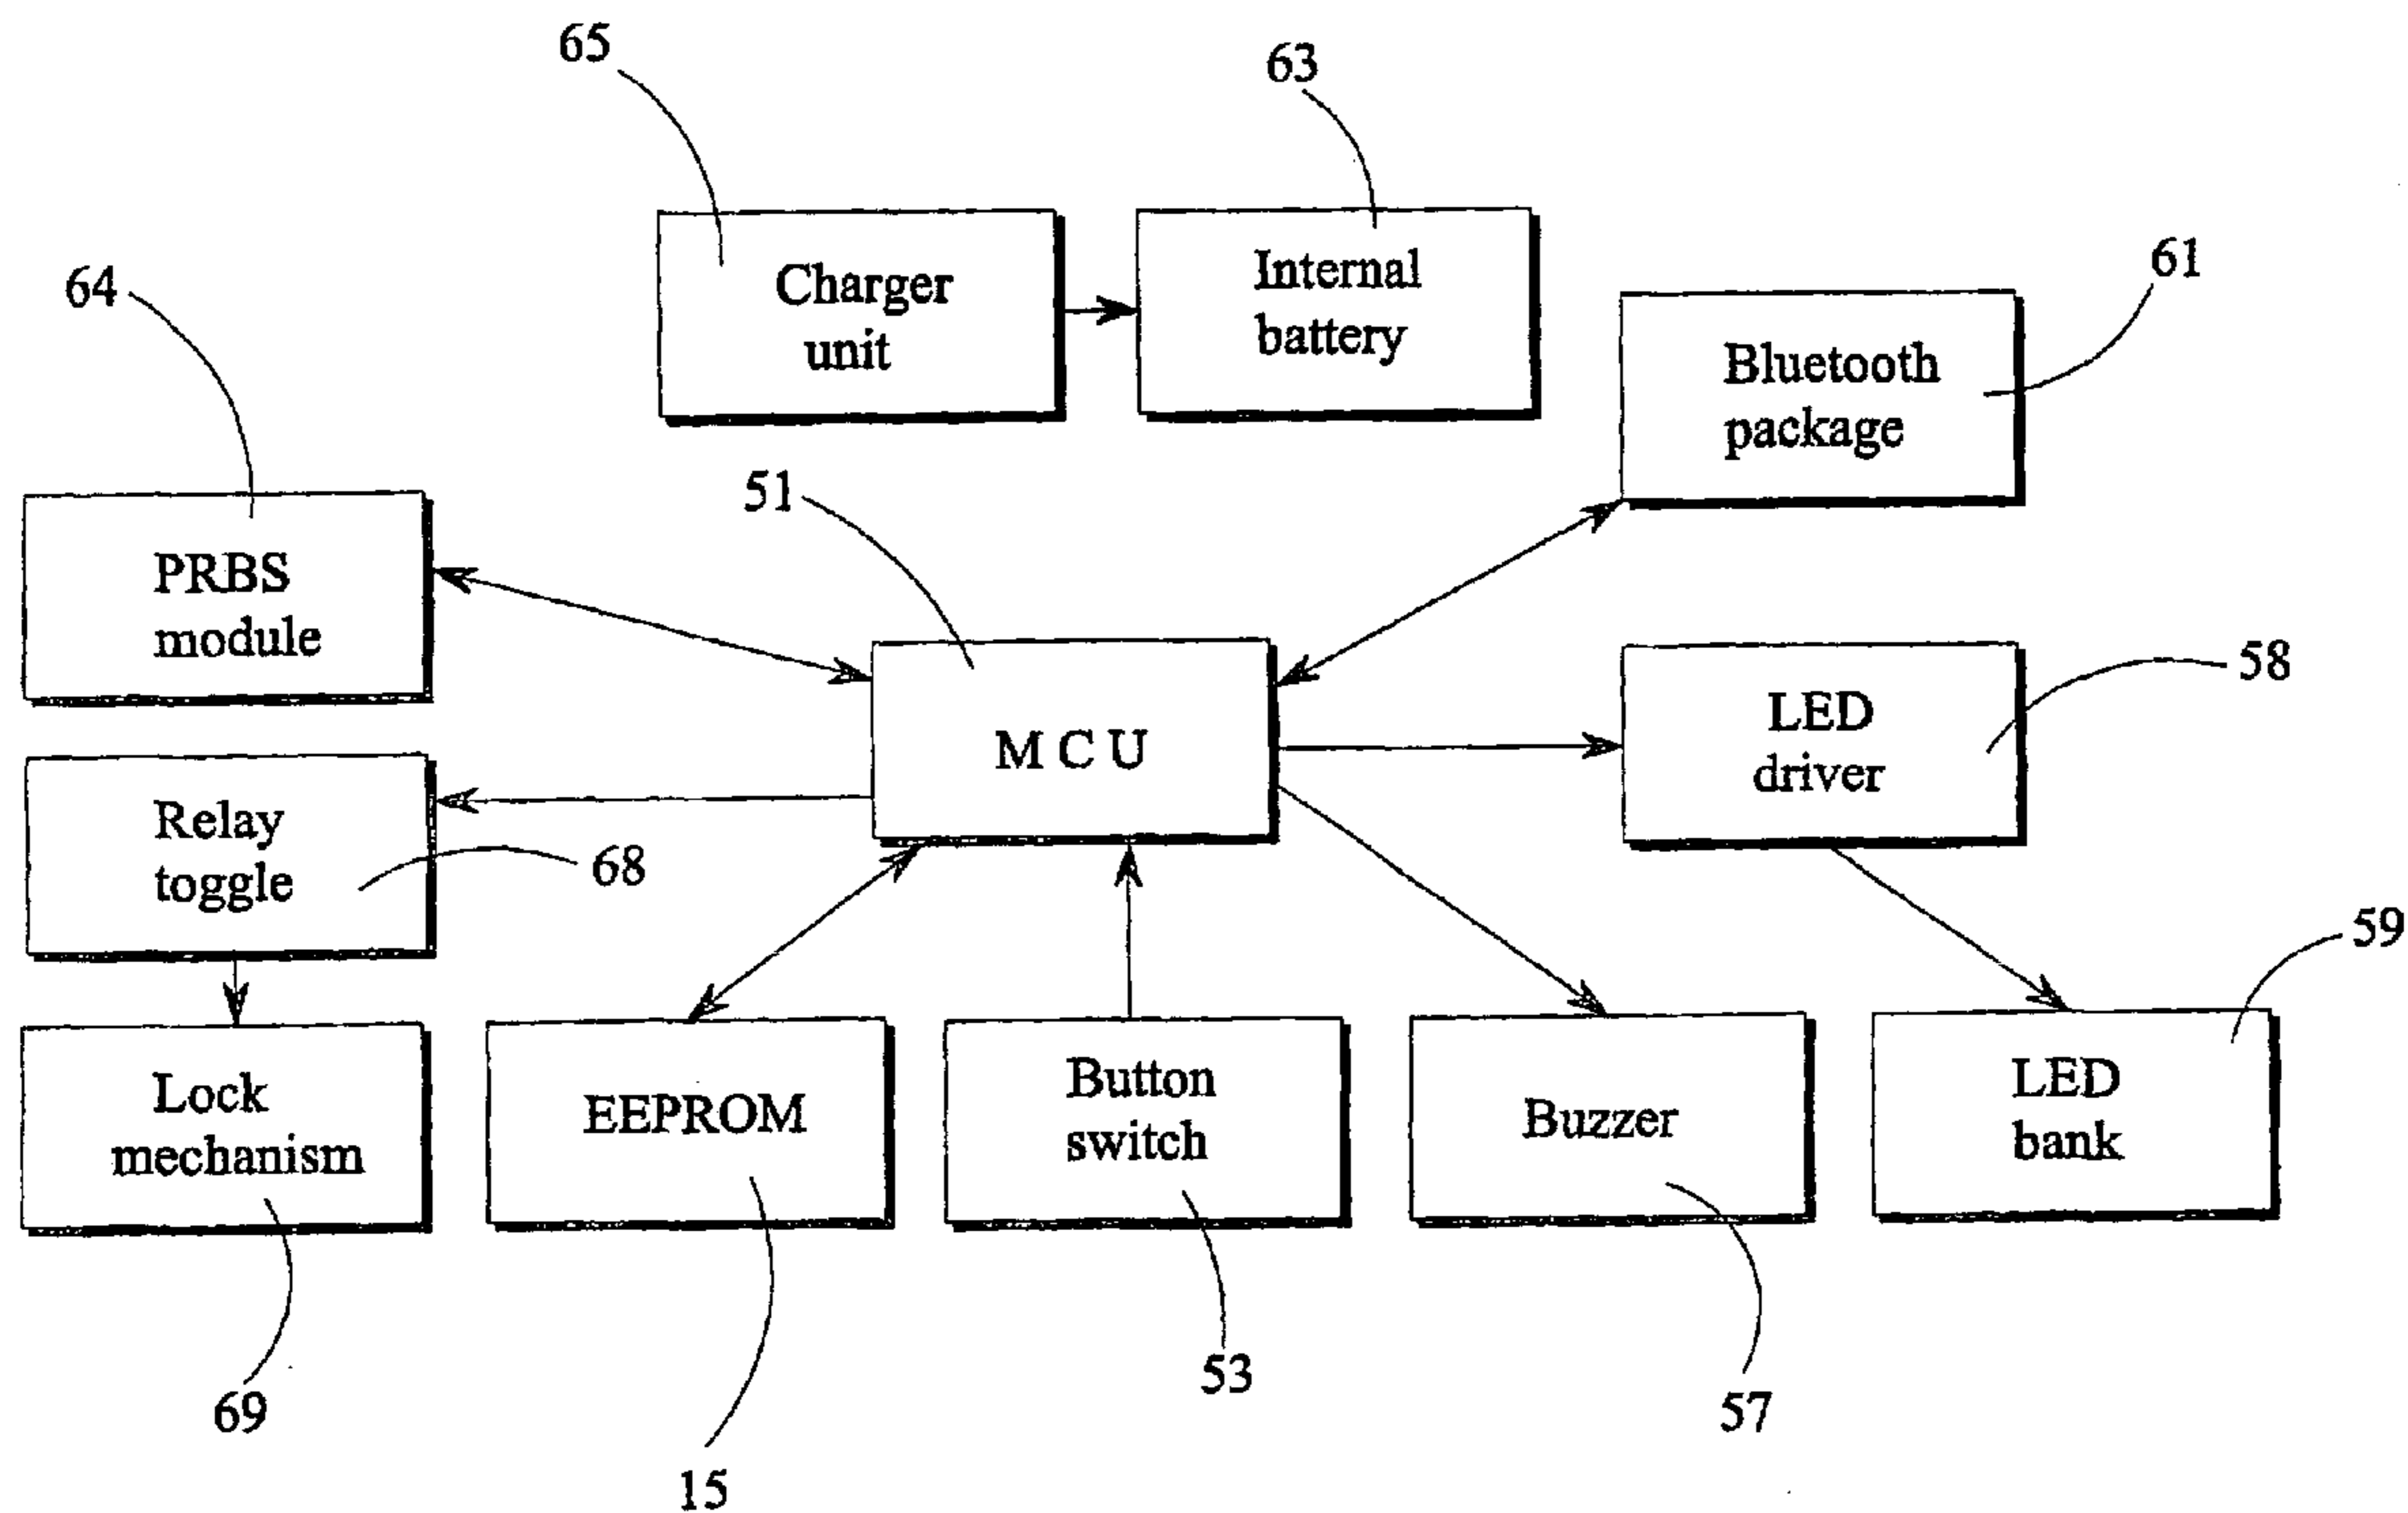 65
63
Charger
unit
Internal
battery
61
Bluetooth
package
64
51
PRBS
module
M C U
58
LED
driver
Relay
toggle
68
59
Lock
mechanism
EEPROM
Button
switch
Buzzer
LED
bank
69
15
53
57